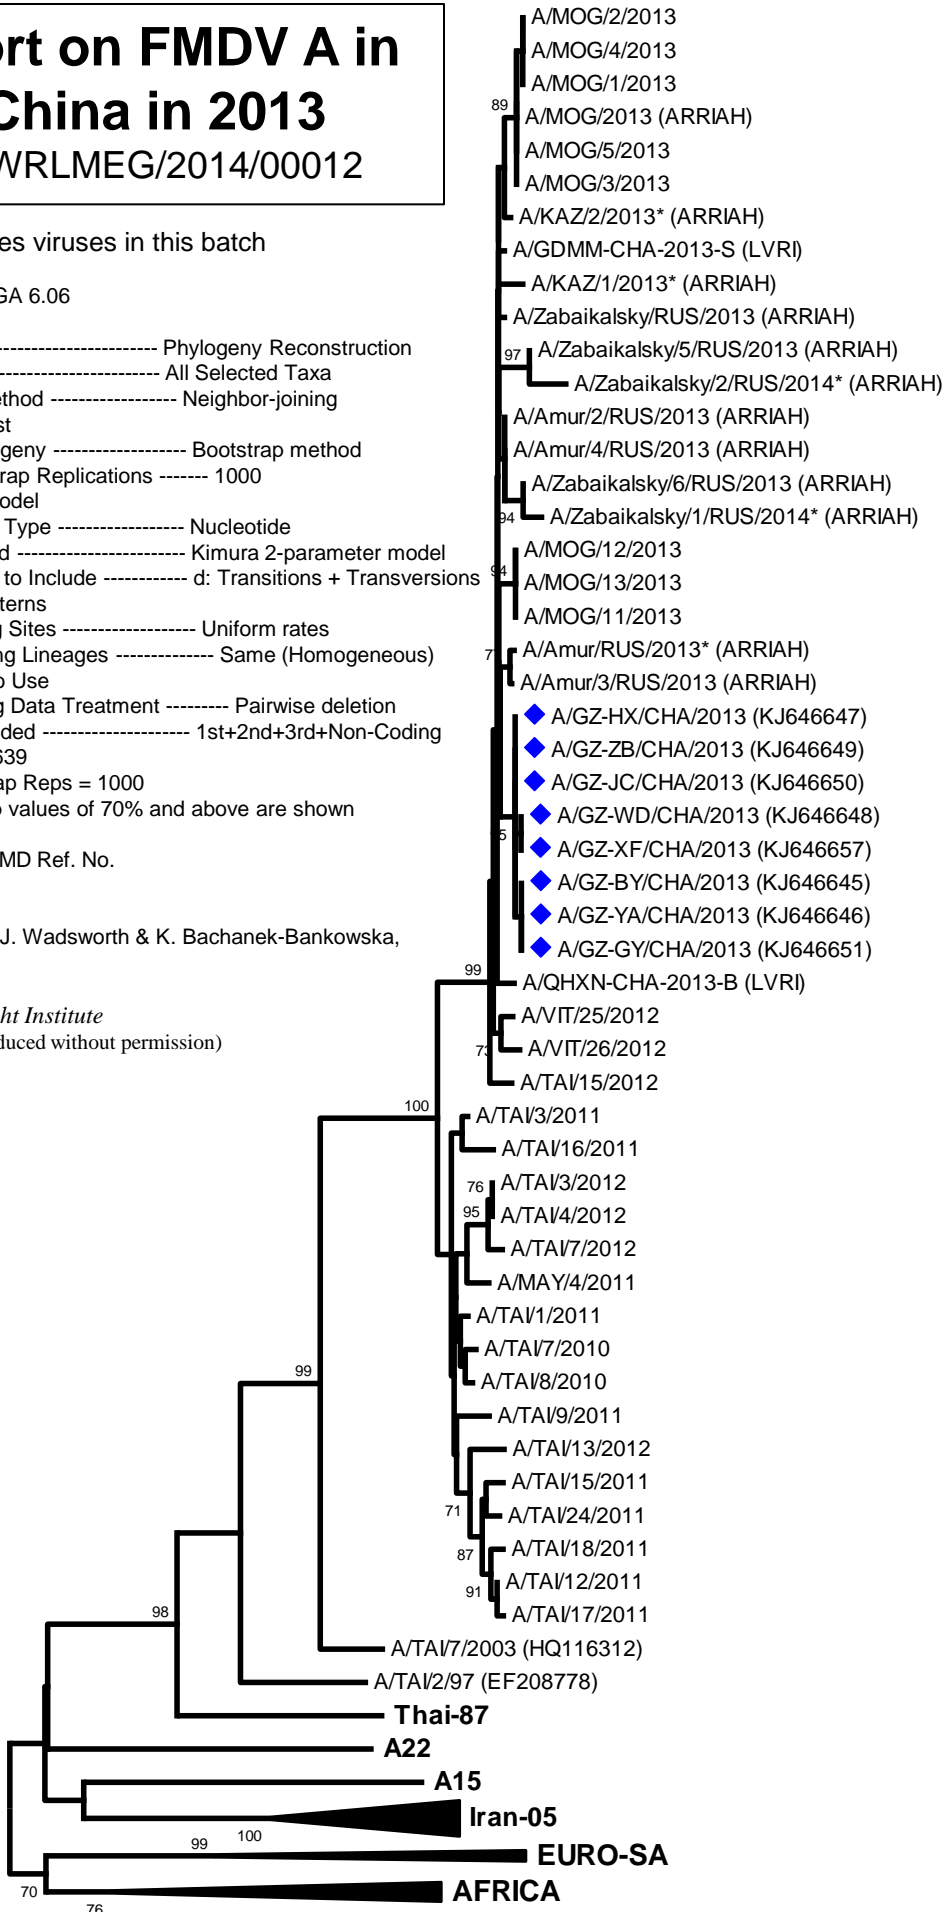 ort on FMDV A in
China in 2013
WRLMEG/2014/00012
es viruses in this batch
GA 6.06
------------------------ Phylogeny Reconstruction
------------------------ All Selected Taxa
ethod ------------------ Neighbor-joining
st
geny ------------------- Bootstrap method
rap Replications ------- 1000
odel
Type ------------------ Nucleotide
d ------------------------ Kimura 2-parameter model
to Include ------------ d: Transitions + Transversions
terns
g Sites ------------------- Uniform rates
ng Lineages -------------- Same (Homogeneous)
o Use
g Data Treatment --------- Pairwise deletion
ded --------------------- 1st+2nd+3rd+Non-Coding
639
ap Reps = 1000
p values of 70% and above are shown
MD Ref. No.
J. Wadsworth & K. Bachanek-Bankowska,
ht Institute
duced without permission)
A/MOG/2/2013
A/MOG/4/2013
A/MOG/1/2013
89
A/MOG/2013 (ARRIAH)
A/MOG/5/2013
A/MOG/3/2013
A/KAZ/2/2013* (ARRIAH)
A/GDMM-CHA-2013-S (LVRI)
A/KAZ/1/2013* (ARRIAH)
A/Zabaikalsky/RUS/2013 (ARRIAH)
97
A/Zabaikalsky/5/RUS/2013 (ARRIAH)
A/Zabaikalsky/2/RUS/2014* (ARRIAH)
A/Amur/2/RUS/2013 (ARRIAH)
A/Amur/4/RUS/2013 (ARRIAH)
A/Zabaikalsky/6/RUS/2013 (ARRIAH)
94
A/Zabaikalsky/1/RUS/2014* (ARRIAH)
A/MOG/12/2013
94
A/MOG/13/2013
A/MOG/11/2013
A/Amur/RUS/2013* (ARRIAH)
A/Amur/3/RUS/2013 (ARRIAH)
A/GZ-HX/CHA/2013 (KJ646647)
A/GZ-ZB/CHA/2013 (KJ646649)
A/GZ-JC/CHA/2013 (KJ646650)
A/GZ-WD/CHA/2013 (KJ646648)
A/GZ-XF/CHA/2013 (KJ646657)
A/GZ-BY/CHA/2013 (KJ646645)
A/GZ-YA/CHA/2013 (KJ646646)
A/GZ-GY/CHA/2013 (KJ646651)
99
A/QHXN-CHA-2013-B (LVRI)
A/VIT/25/2012
73
A/VIT/26/2012
A/TAI/15/2012
100
A/TAI/3/2011
A/TAI/16/2011
76
A/TAI/3/2012
95
A/TAI/4/2012
A/TAI/7/2012
A/MAY/4/2011
A/TAI/1/2011
A/TAI/7/2010
99
A/TAI/8/2010
A/TAI/9/2011
A/TAI/13/2012
A/TAI/15/2011
71
A/TAI/24/2011
A/TAI/18/2011
87
A/TAI/12/2011
91
A/TAI/17/2011
98
A/TAI/7/2003 (HQ116312)
A/TAI/2/97 (EF208778)
Thai-87
A22
A15
Iran-05
100
99
EURO-SA
70
AFRICA
76